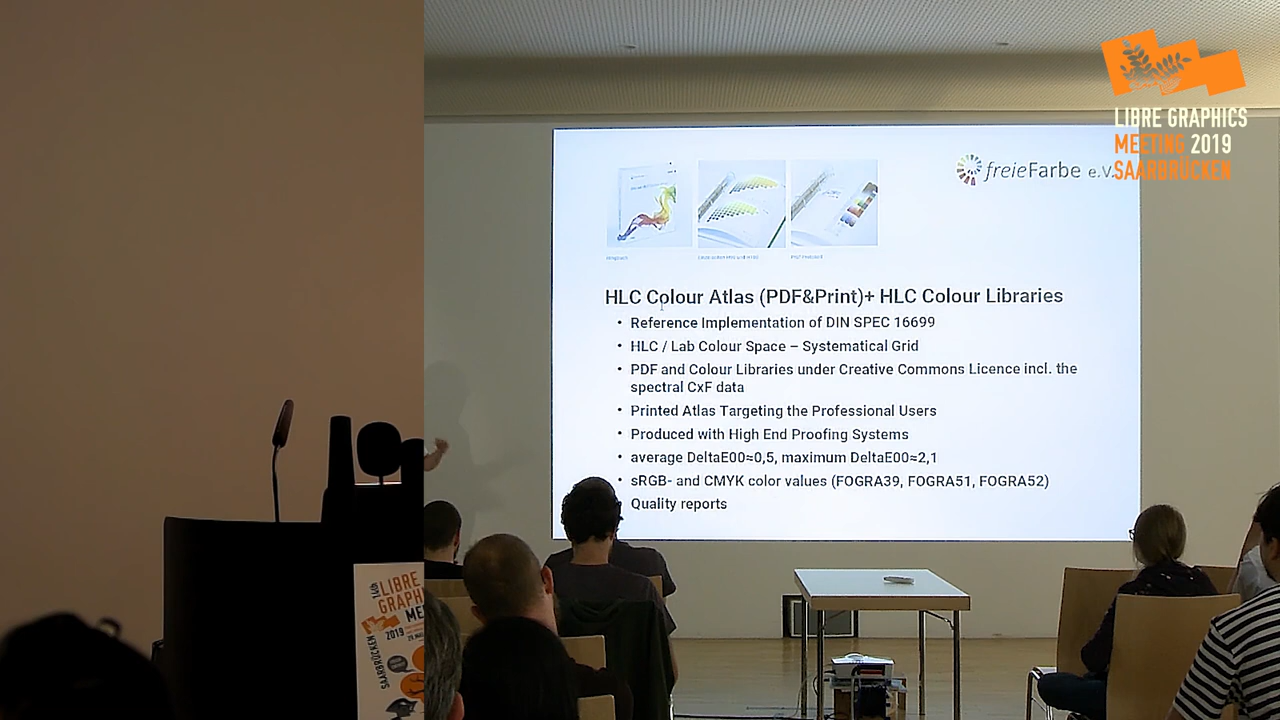 LIBRE GRAPHICS
MEETING 2019
SAARBRÜCKEN
freieFarbe e.V.
HLC Colour Atlas (PDF&Print)+ HLC Colour Libraries
• Reference Implementation of DIN SPEC 16699
• HLC / Lab Colour Space – Systematical Grid
• PDF and Colour Libraries under Creative Commons Licence incl. the
spectral CxF data
• Printed Atlas Targeting the Professional Users
• Produced with High End Proofing Systems
• average DeltaE00≈0,5, maximum DeltaE00≈2,1
• sRGB- and CMYK color values (FOGRA39, FOGRA51, FOGRA52)
Quality reports
14th
LIBRE
GRAPH
ME
2019
SAARBRÜCKEN